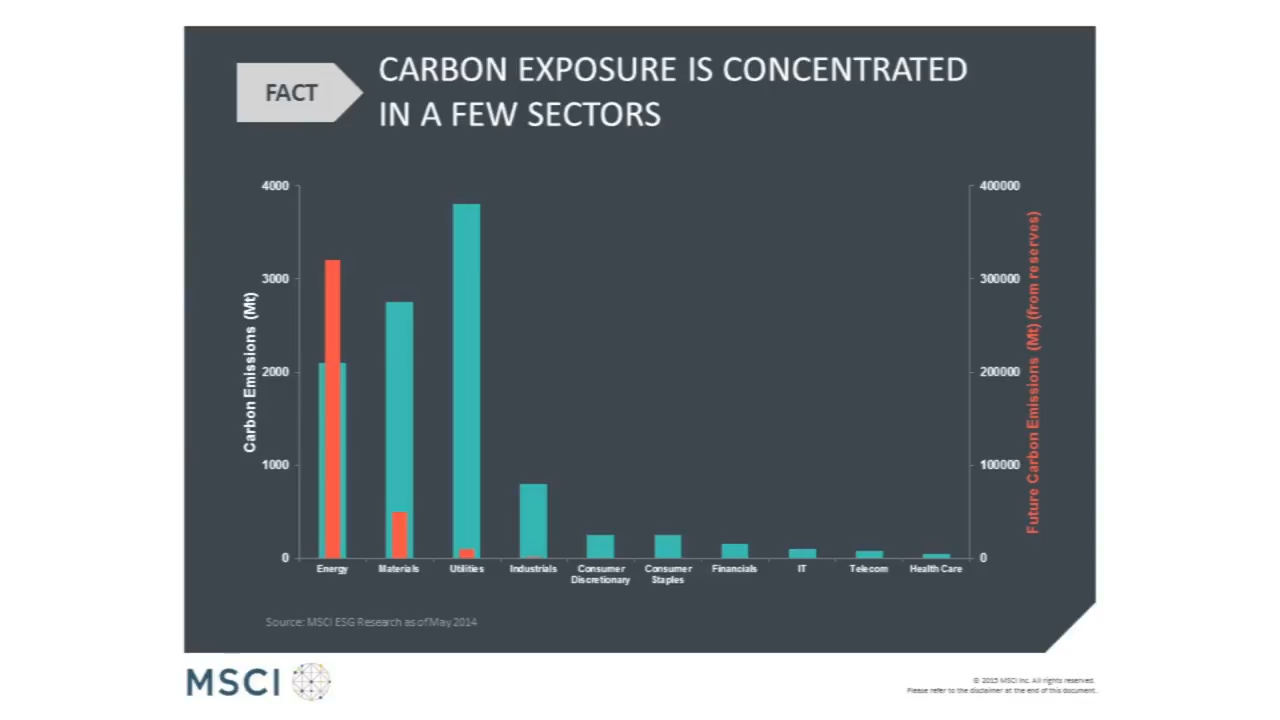 FACT
CARBON EXPOSURE IS CONCENTRATED
IN A FEW SECTORS
4000
3000
2000
1000
0
Carbon Emissions (Mt)
400000
300000
200000
100000
0
Future Carbon Emissions (Mt) (from reserves)
Energy
Materials
Utilities
Industrials
Consumer
Discretionary
Consumer
Staples
Financials
IT
Telecom
Health Care
Source: MSCI ESG Research as of May 2014
MSCI
© 2015 MSCI Inc. All rights reserved.
Please refer to the disclaimer at the end of this document.